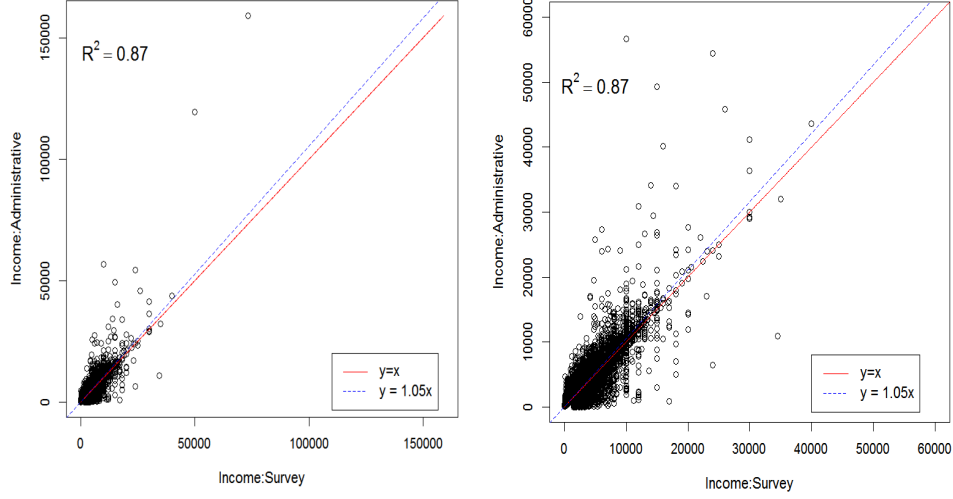 R² = 0.87
Income:Administrative
150000
100000
50000
0
0
50000
100000
150000
Income:Survey
y=x
y = 1.05x
R² = 0.87
Income:Administrative
60000
50000
40000
30000
20000
10000
0
0
10000
20000
30000
40000
50000
60000
Income:Survey
y=x
y = 1.05x